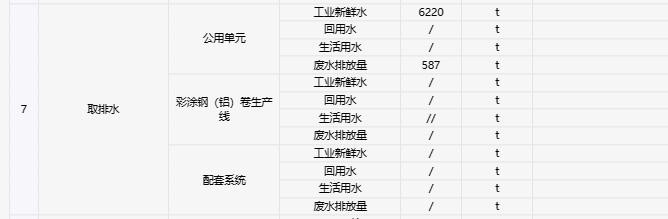 工业新鲜水 6220 t
公用单元 回用水 / t
生活用水 / t
废水排放量 587 t
工业新鲜水 / t
7 取排水 彩涂钢（铝）卷生产线 回用水 / t
生活用水 // t
废水排放量 / t
工业新鲜水 / t
配套系统 回用水 / t
生活用水 / t
废水排放量 / t